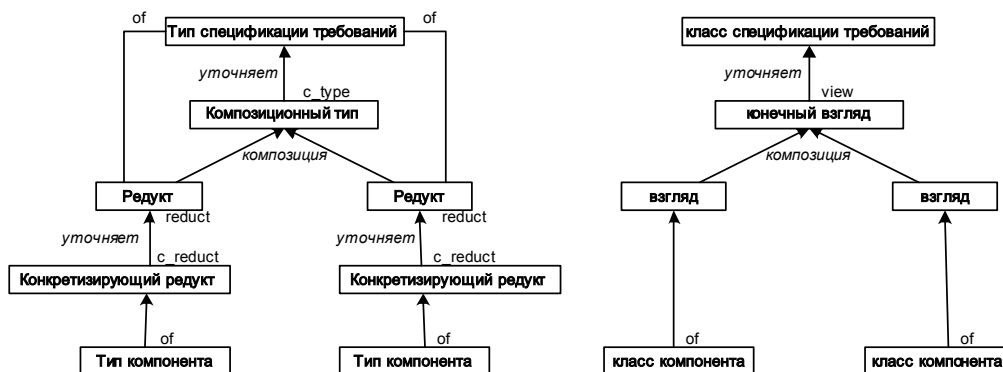 of
Тип спецификации требований
of
уточняет
c_type
Композиционный тип
композиция
Редукт
reduct
Редукт
reduct
уточняет
c_reduct
уточняет
c_reduct
Конкретизирующий редукт
Конкретизирующий редукт
of
of
Тип компонента
Тип компонента
класс спецификации требований
уточняет
view
конечный взгляд
композиция
взгляд
взгляд
of
of
класс компонента
класс компонента